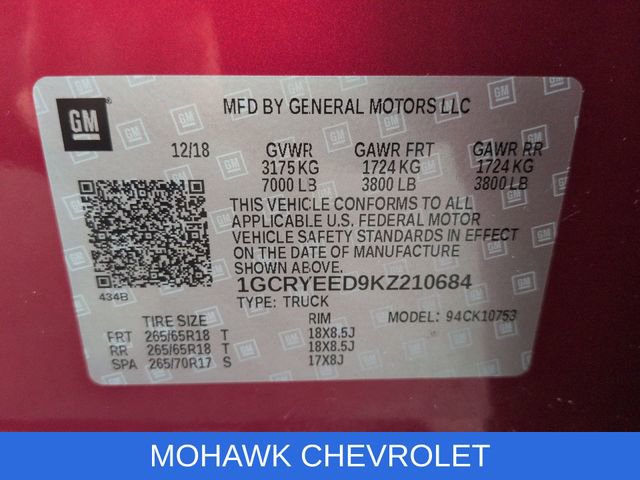 GM
MFD BY GENERAL MOTORS LLC
12/18 GVWR GAWR FRT GAWR RR
3175 KG 1724 KG 1724 KG
7000 LB 3800 LB 3800 LB
THIS VEHICLE CONFORMS TO ALL
APPLICABLE U.S. FEDERAL MOTOR
VEHICLE SAFETY STANDARDS IN EFFECT
ON THE DATE OF MANUFACTURE
SHOWN ABOVE.
434B 1GCRYEED9KZ210684
TYPE: TRUCK
TIRE SIZE RIM MODEL: 94CK10753
FRT 265/65R18 T 18X8.5J
RR 265/65R18 T 18X8.5J
SPA 265/70R17 S 17X8J
MOHAWK CHEVROLET